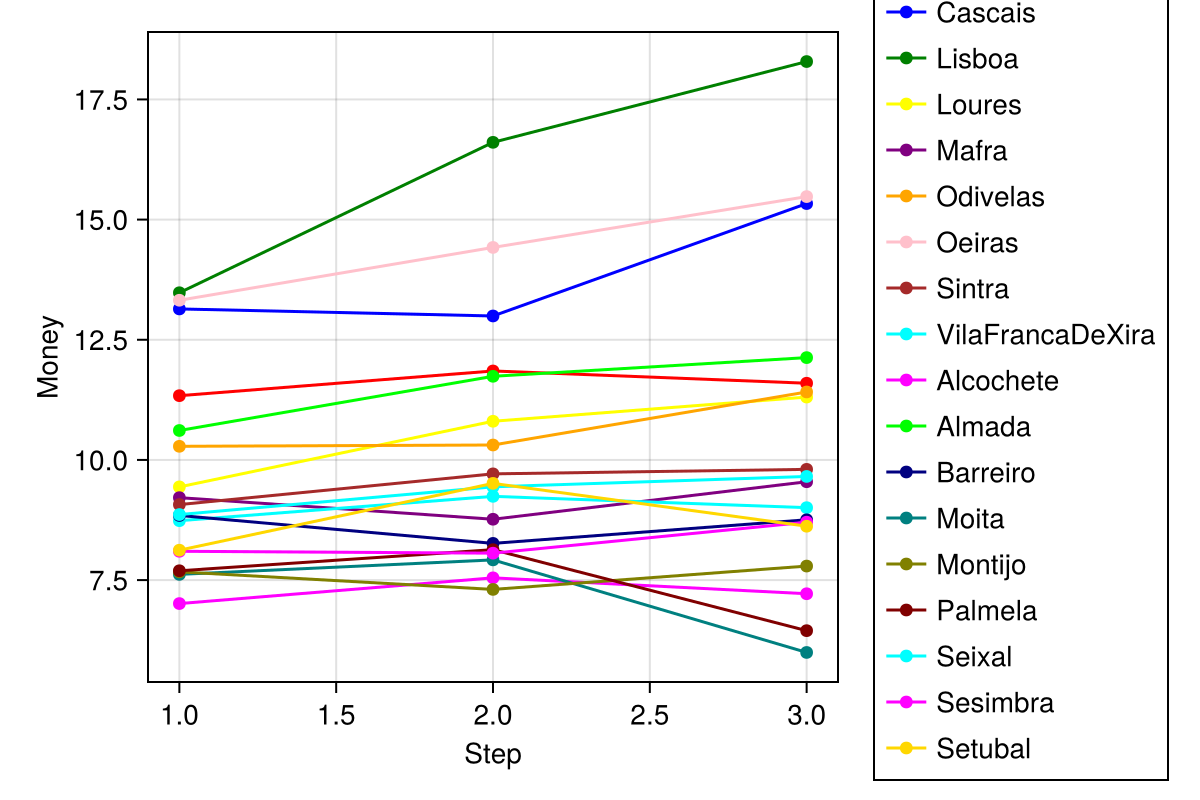 Cascais
Lisboa
Loures
Mafra
Odivelas
Oeiras
Sintra
VilaFrancaDeXira
Alcochete
Almada
Barreiro
Moita
Montijo
Palmela
Seixal
Sesimbra
Setubal
17.5
15.0
12.5
10.0
7.5
Money
1.0 1.5 2.0 2.5 3.0
Step